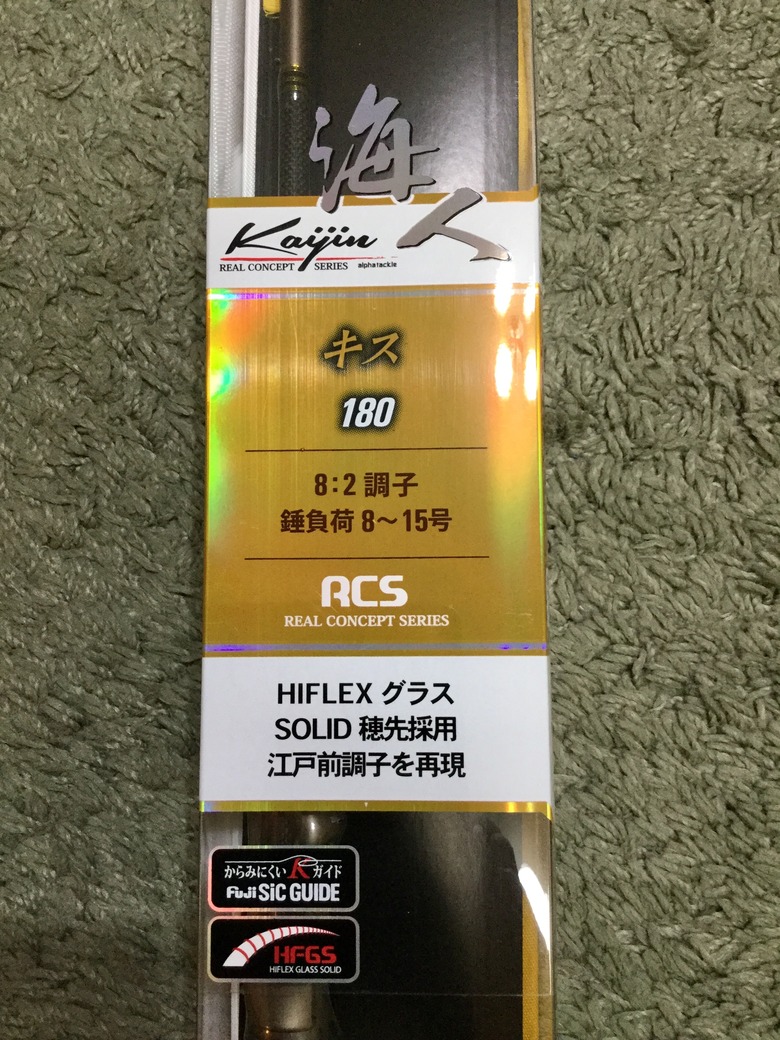 海人
Kaijin
REAL CONCEPT SERIES alphatackle
キス
180
8:2 調子
錘負荷 8～15号
RCS
REAL CONCEPT SERIES
HIFLEX グラス
SOLID 穂先採用
江戸前調子を再現
からみにくい K ガイド
Fuji SiC GUIDE
HFGS
HIFLEX GLASS SOLID